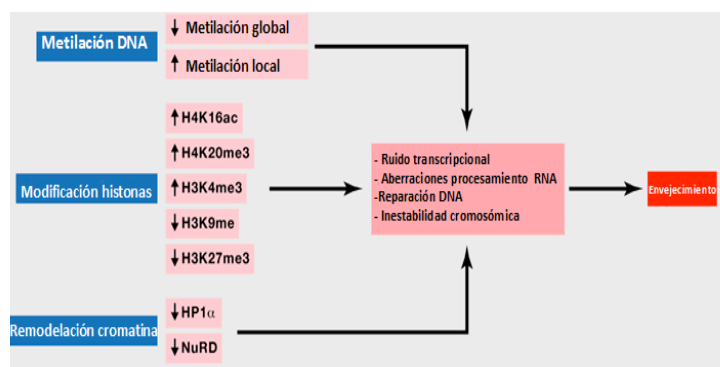 Metilación DNA
↓ Metilación global
↑ Metilación local
Modificación histonas
↑ H4K16ac
↑ H4K20me3
↑ H3K4me3
↓ H3K9me
↓ H3K27me3
Remodelación cromatina
↓ HP1α
↓ NuRD
- Ruido transcripcional
- Aberraciones procesamiento RNA
-Reparación DNA
- Inestabilidad cromosómica
Envejecimiento